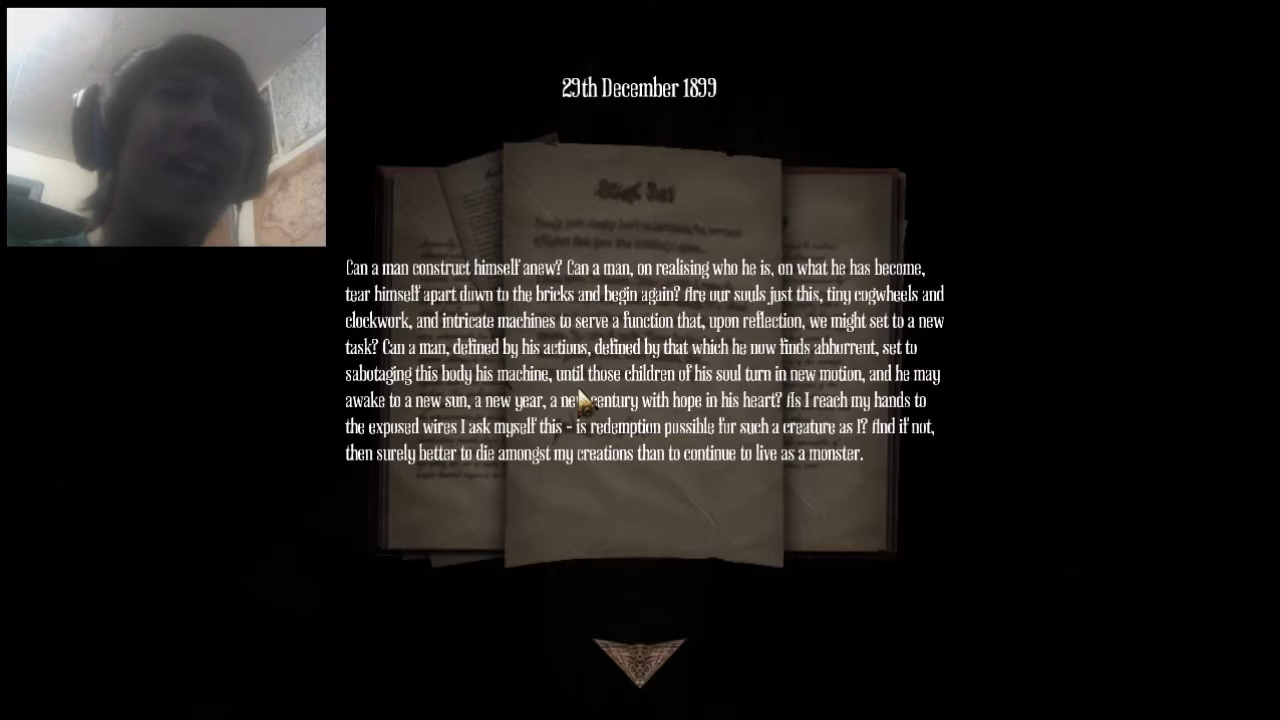 29th December 1899
Can a man construct himself anew? Can a man, on realising who he is, on what he has become,
tear himself apart down to the bricks and begin again? Are our souls just this, tiny cogwheels and
clockwork, and intricate machines to serve a function that, upon reflection, we might set to a new
task? Can a man, defined by his actions, defined by that which he now finds abhorrent, set to
sabotaging this body his machine, until those children of his soul turn in new motion, and he may
awake to a new sun, a new year, a new century with hope in his heart? As I reach my hands to
the exposed wires I ask myself this - is redemption possible for such a creature as I? And if not,
then surely better to die amongst my creations than to continue to live as a monster.